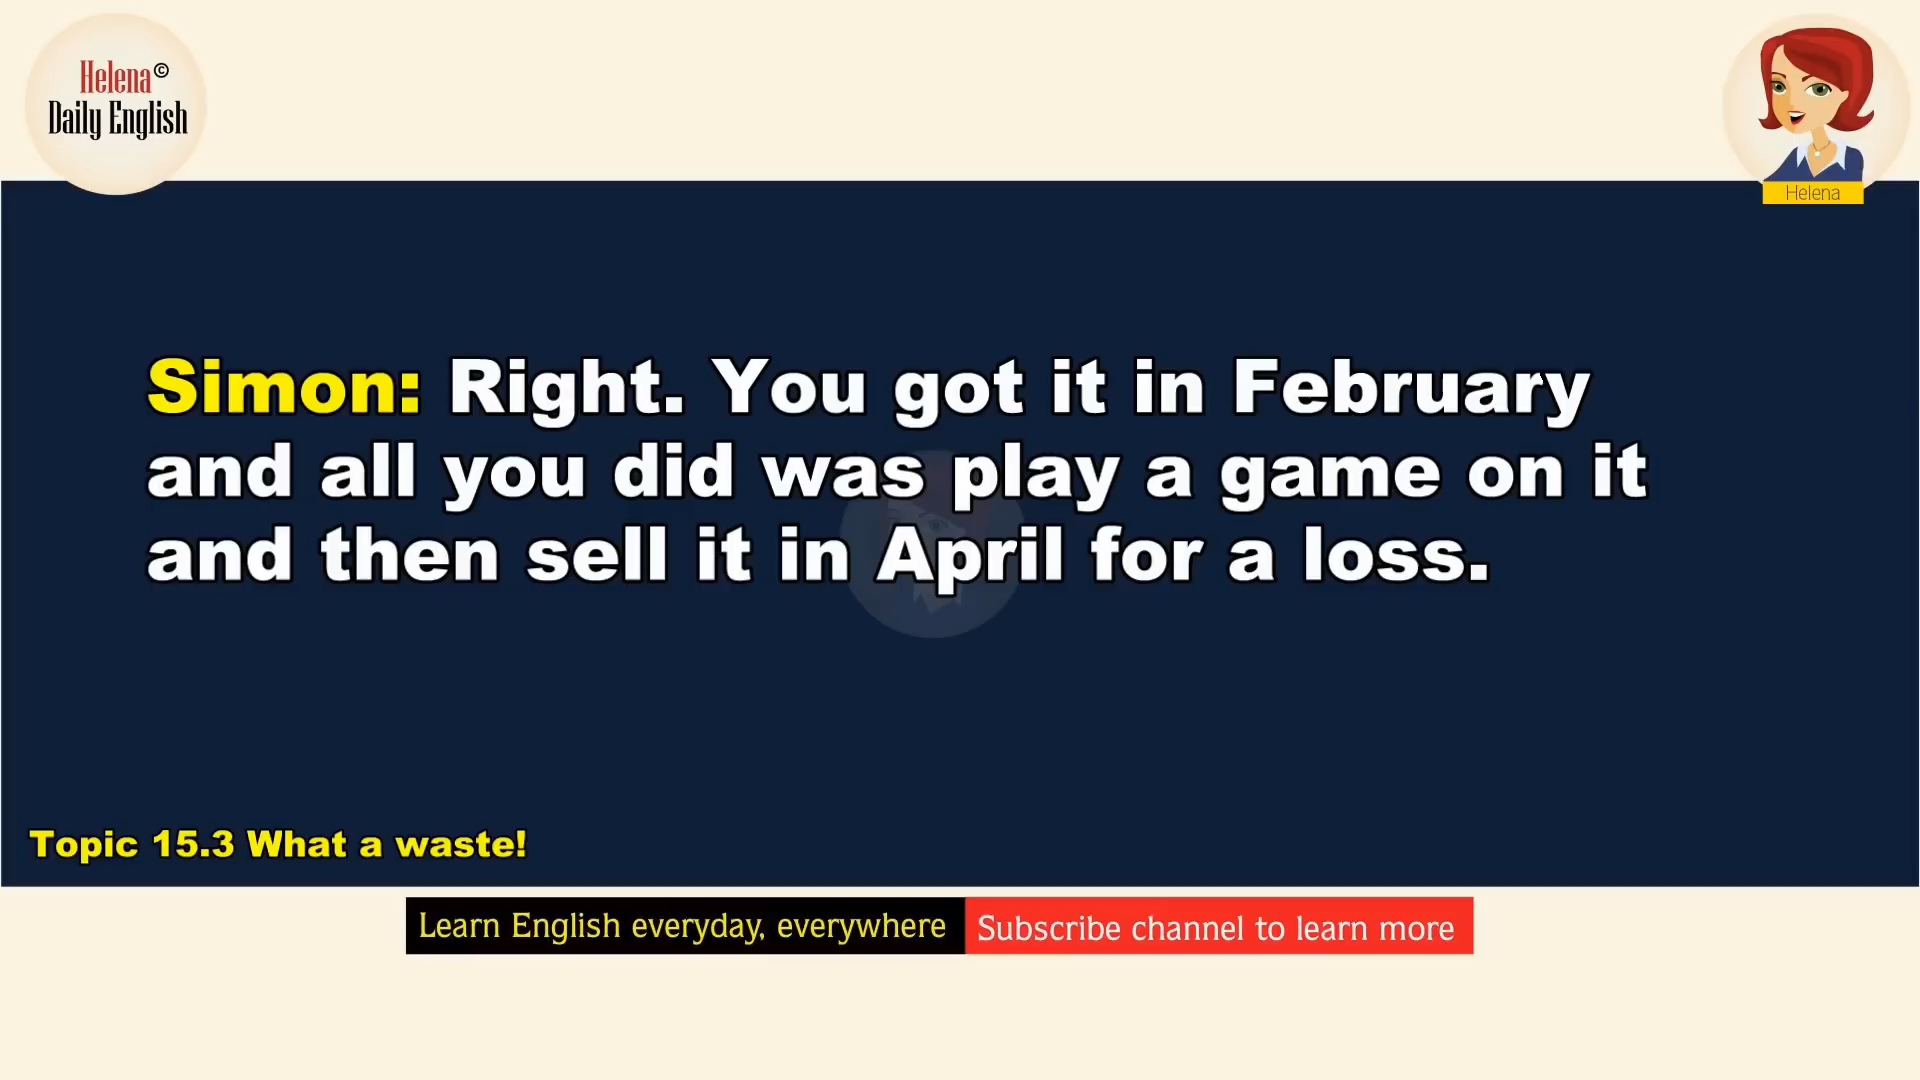 Helena©
Daily English
Helena
Simon: Right. You got it in February
and all you did was play a game on it
and then sell it in April for a loss.
Topic 15.3 What a waste!
Learn English everyday, everywhere
Subscribe channel to learn more